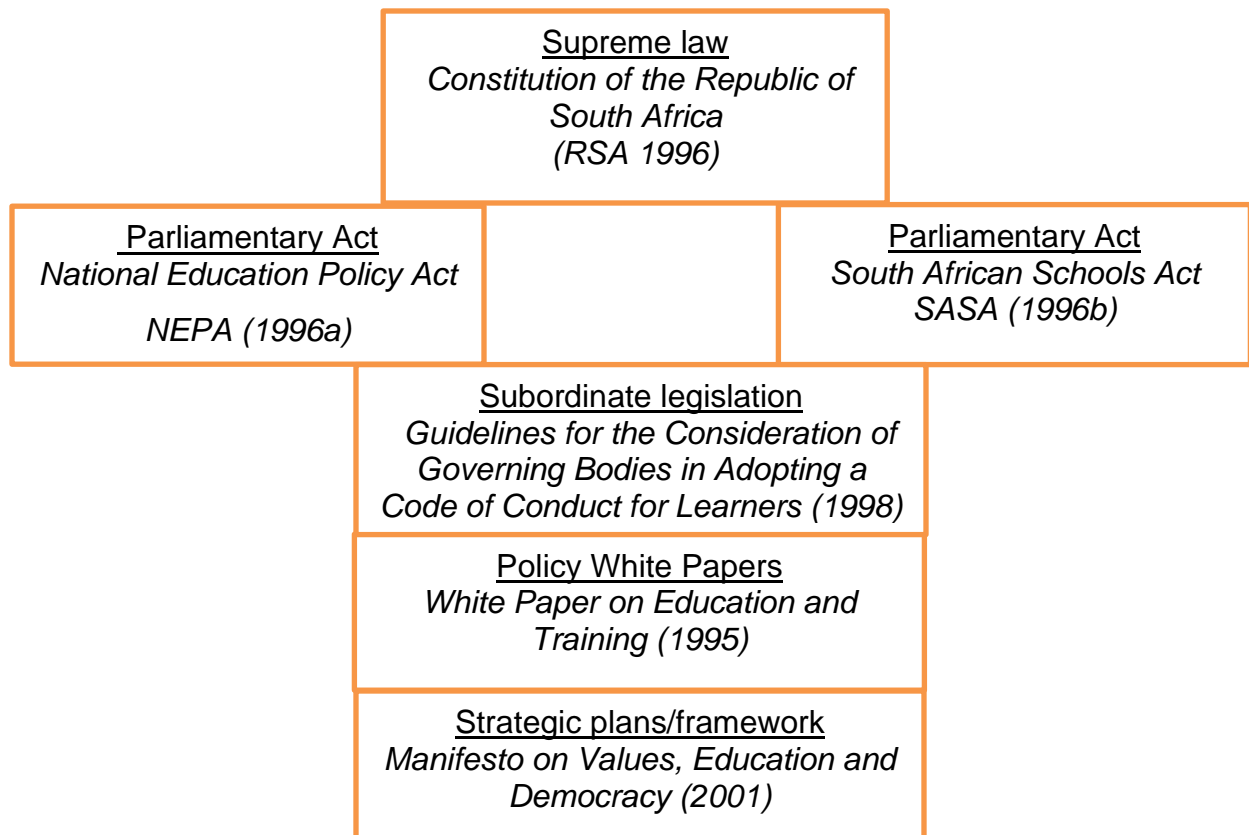 Supreme law
Constitution of the Republic of
South Africa
(RSA 1996)
Parliamentary Act
National Education Policy Act
NEPA (1996a)
Parliamentary Act
South African Schools Act
SASA (1996b)
Subordinate legislation
Guidelines for the Consideration of
Governing Bodies in Adopting a
Code of Conduct for Learners (1998)
Policy White Papers
White Paper on Education and
Training (1995)
Strategic plans/framework
Manifesto on Values, Education and
Democracy (2001)